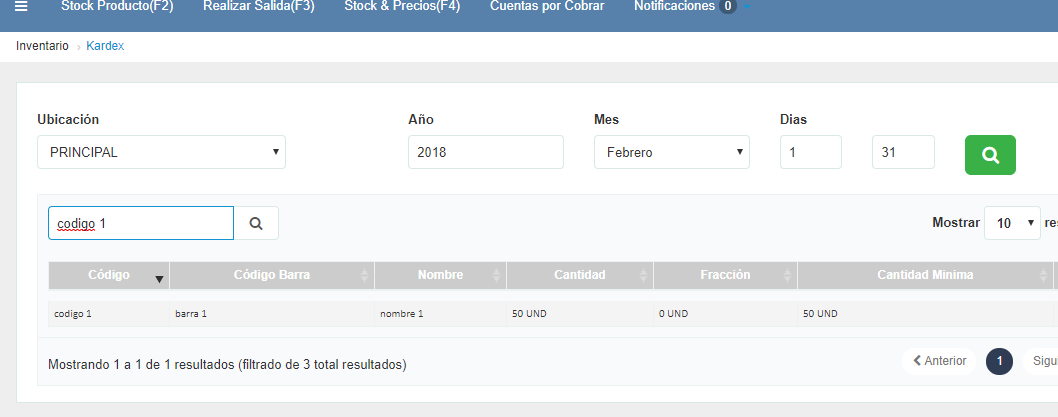 Stock Producto(F2) Realizar Salida(F3) Stock & Precios(F4) Cuentas por Cobrar Notificaciones 0
Inventario › Kardex
Ubicación Año Mes Dias
PRINCIPAL 2018 Febrero 1 31
codigo 1 Mostrar 10
Código Código Barra Nombre Cantidad Fracción Cantidad Minima
codigo 1 barra 1 nombre 1 50 UND 0 UND 50 UND
Mostrando 1 a 1 de 1 resultados (filtrado de 3 total resultados) Anterior 1